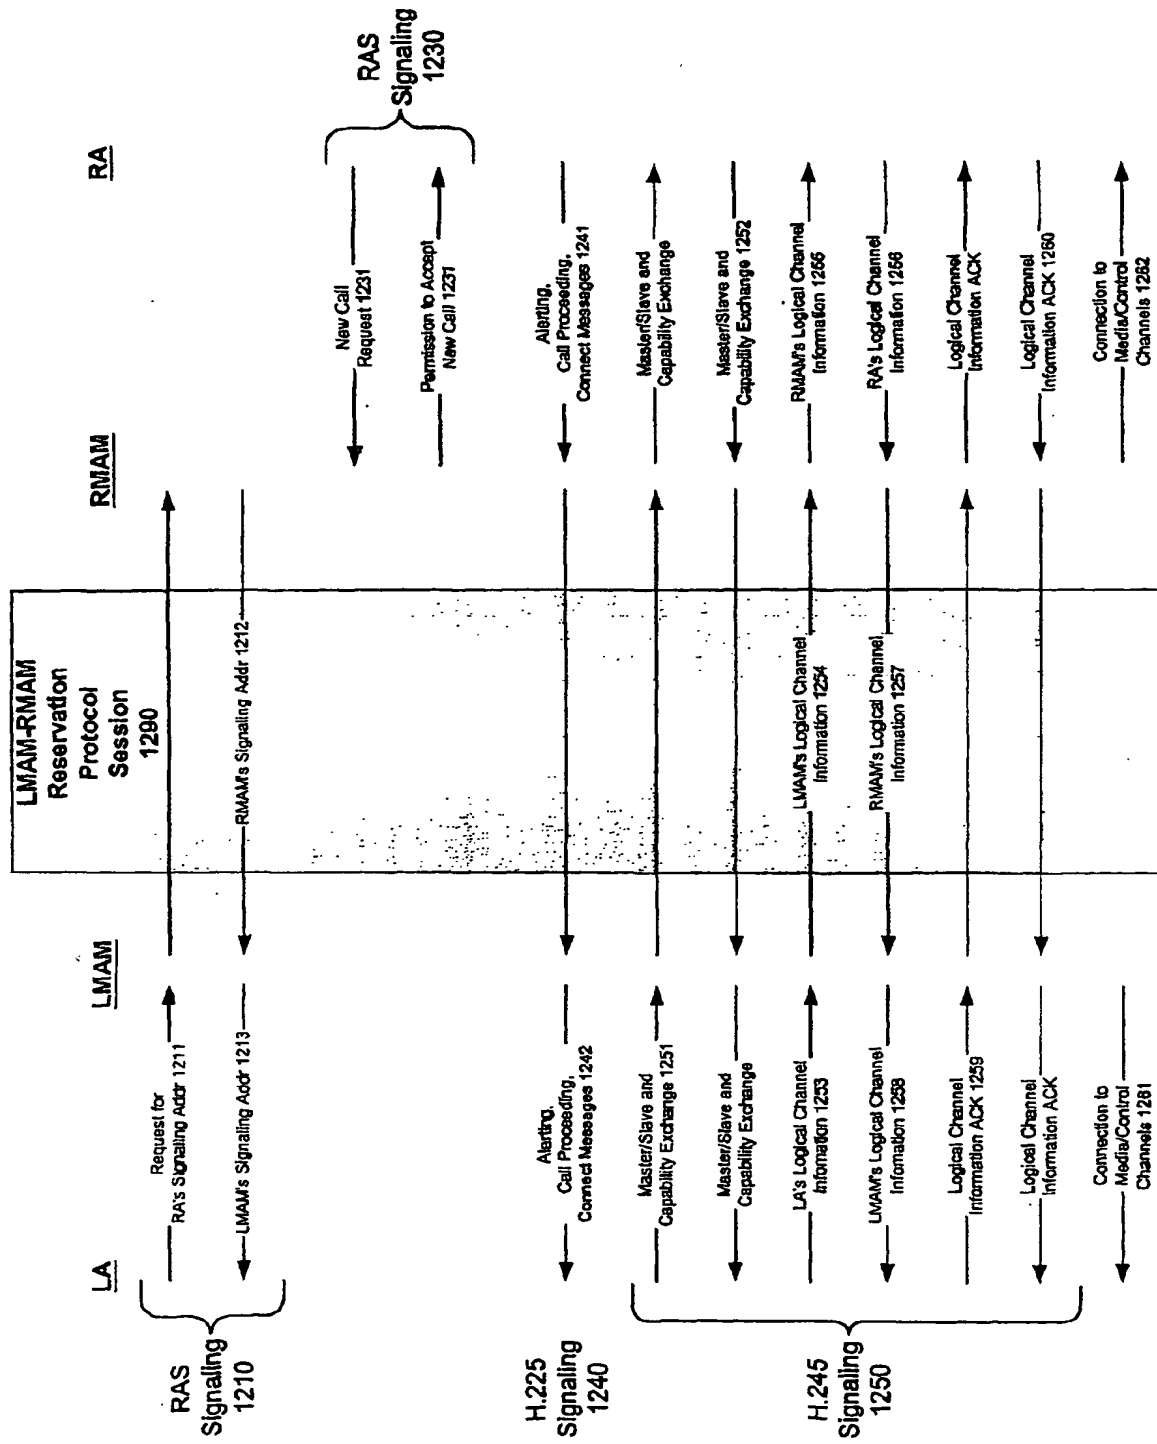 LA
LMAM
RMAM
RA
LMAM-RMAM
Reservation
Protocol
Session
1290
RAS
Signaling
1210
Request for
RA's Signaling Addr 1211
RMAM's Signaling Addr 1212
LMAM's Signaling Addr 1213
RAS
Signaling
1230
New Call
Request 1231
Permission to Accept
New Call 1231
H.225
Signaling
1240
Alerting,
Call Proceeding,
Connect Messages 1242
Alerting,
Call Proceeding,
Connect Messages 1241
H.245
Signaling
1250
Master/Slave and
Capability Exchange 1251
Master/Slave and
Capability Exchange
Master/Slave and
Capability Exchange
Master/Slave and
Capability Exchange 1252
LA's Logical Channel
Information 1253
LMAM's Logical Channel
Information 1254
RMAM's Logical Channel
Information 1255
LMAM's Logical Channel
Information 1258
RMAM's Logical Channel
Information 1257
RA's Logical Channel
Information 1256
Logical Channel
Information ACK 1259
Logical Channel
Information ACK
Logical Channel
Information ACK
Logical Channel
Information ACK 1260
Connection to
Media/Control
Channels 1261
Connection to
Media/Control
Channels 1262